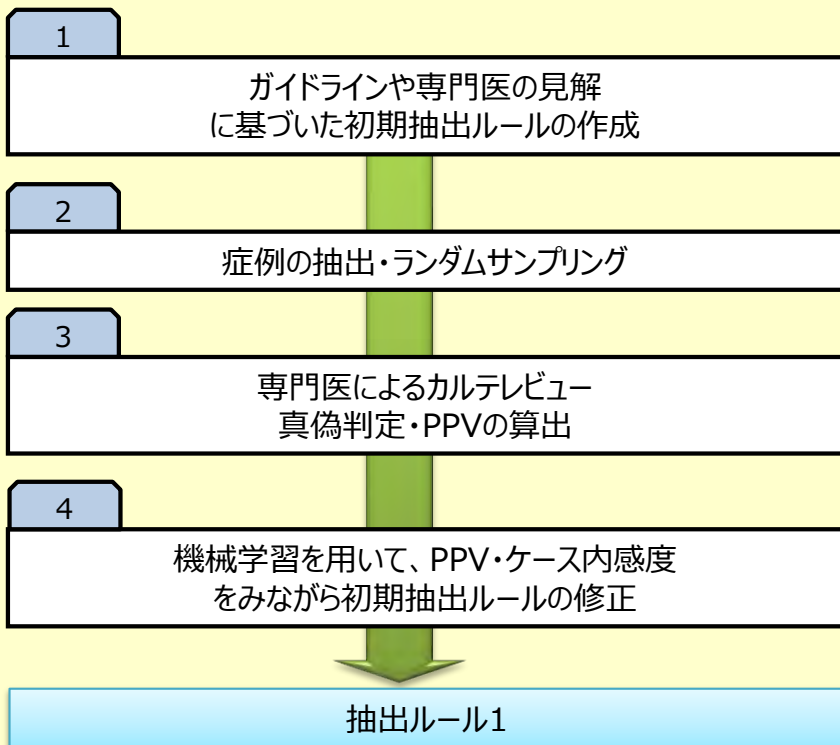 1
ガイドラインや専門医の見解
に基づいた初期抽出ルールの作成
2
症例の抽出・ランダムサンプリング
3
専門医によるカルテレビュー
真偽判定・PPVの算出
4
機械学習を用いて、PPV・ケース内感度
をみながら初期抽出ルールの修正
抽出ルール1